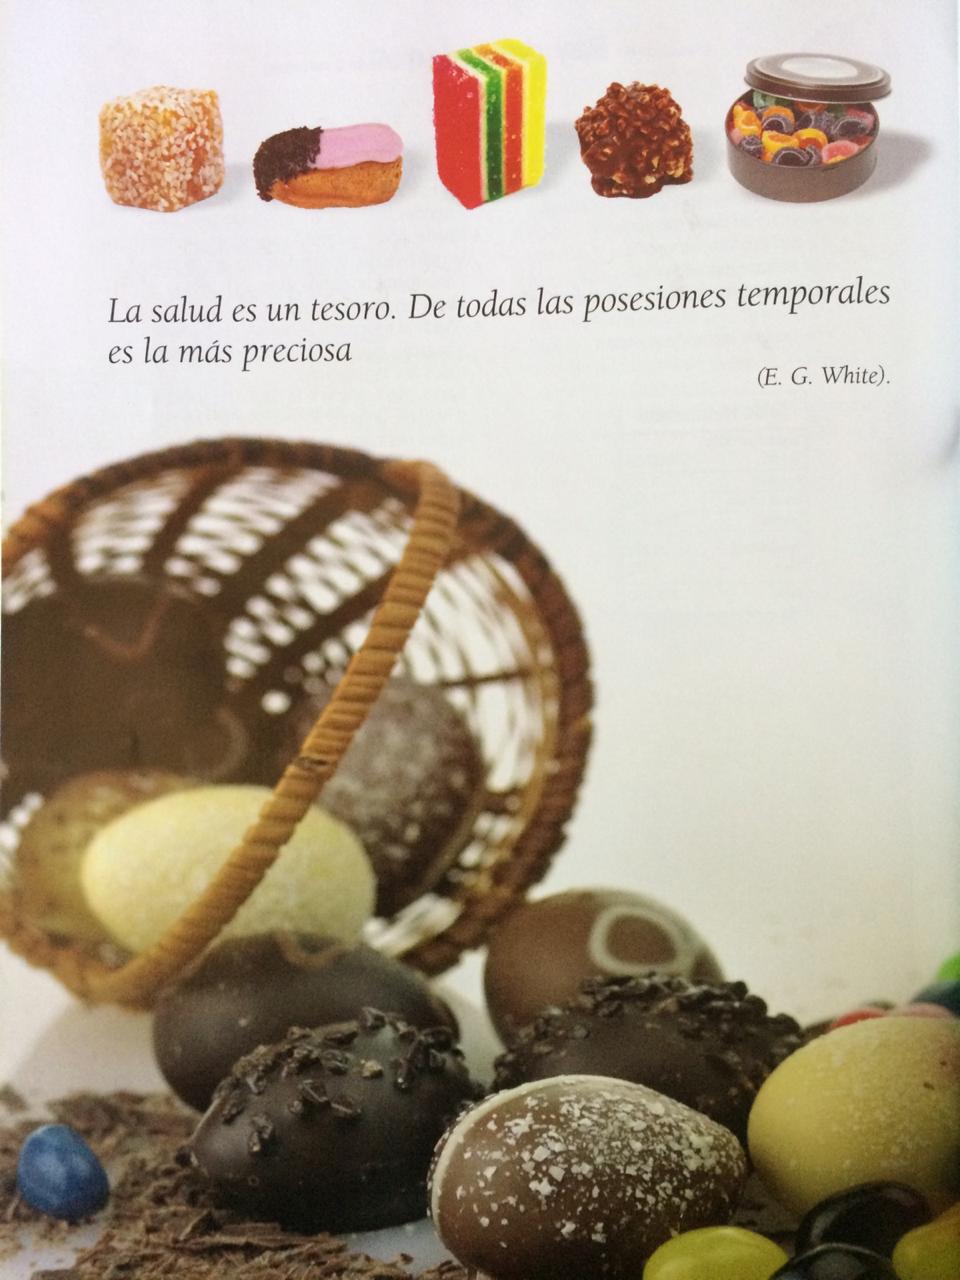 La salud es un tesoro. De todas las posesiones temporales
es la más preciosa
(E. G. White).